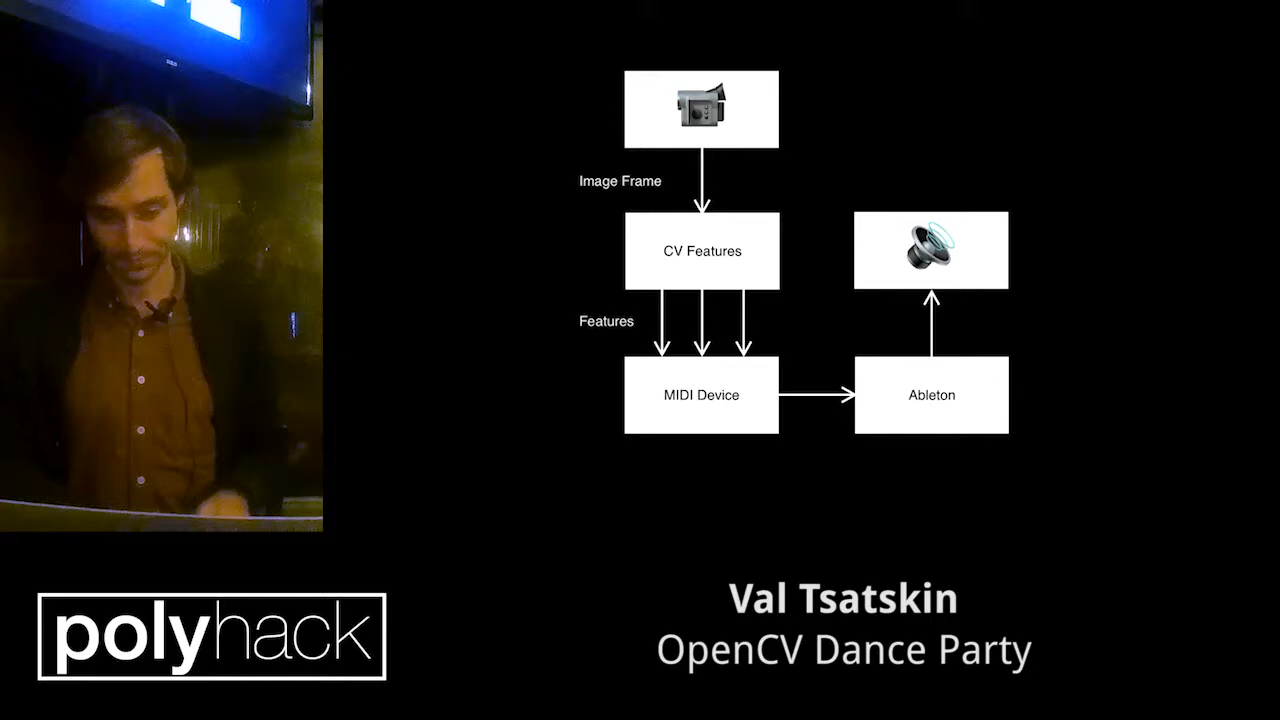 Image Frame
CV Features
Features
MIDI Device
Ableton
polyhack
Val Tsatskin
OpenCV Dance Party